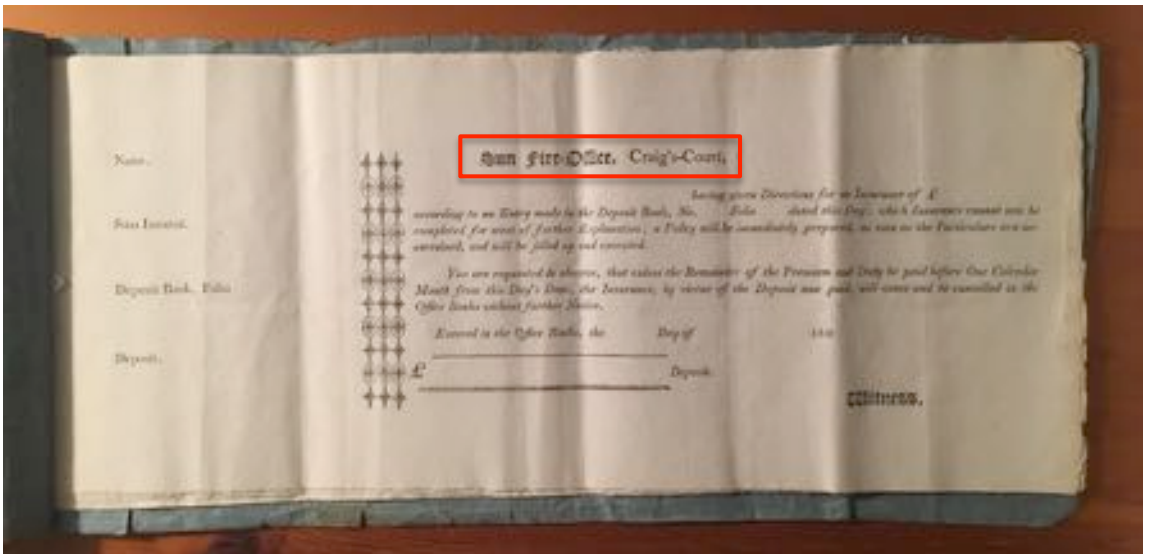 Name.
Sum Insured.
Deposit Book, Folio
Deposit.
Sun Fire-Office, Craig's-Court,
having given Directions for an Insurance of £
according to an Entry made in the Deposit Book, No. Folio dated this Day, which Insurance cannot now be
completed for want of further Explanation, a Policy will be immediately prepared, as soon as the Particulars are
and will be filled up and executed.
You are requested to observe, that unless the Remainder of the Premium and Duty be paid before One Calendar
Month from this Day's Date, the Insurance, by virtue of the Deposit now paid, will cease and be cancelled in the
Office Books without further Notice.
Entered in the Office Books, the Day of
£ Deposit.
Witness.